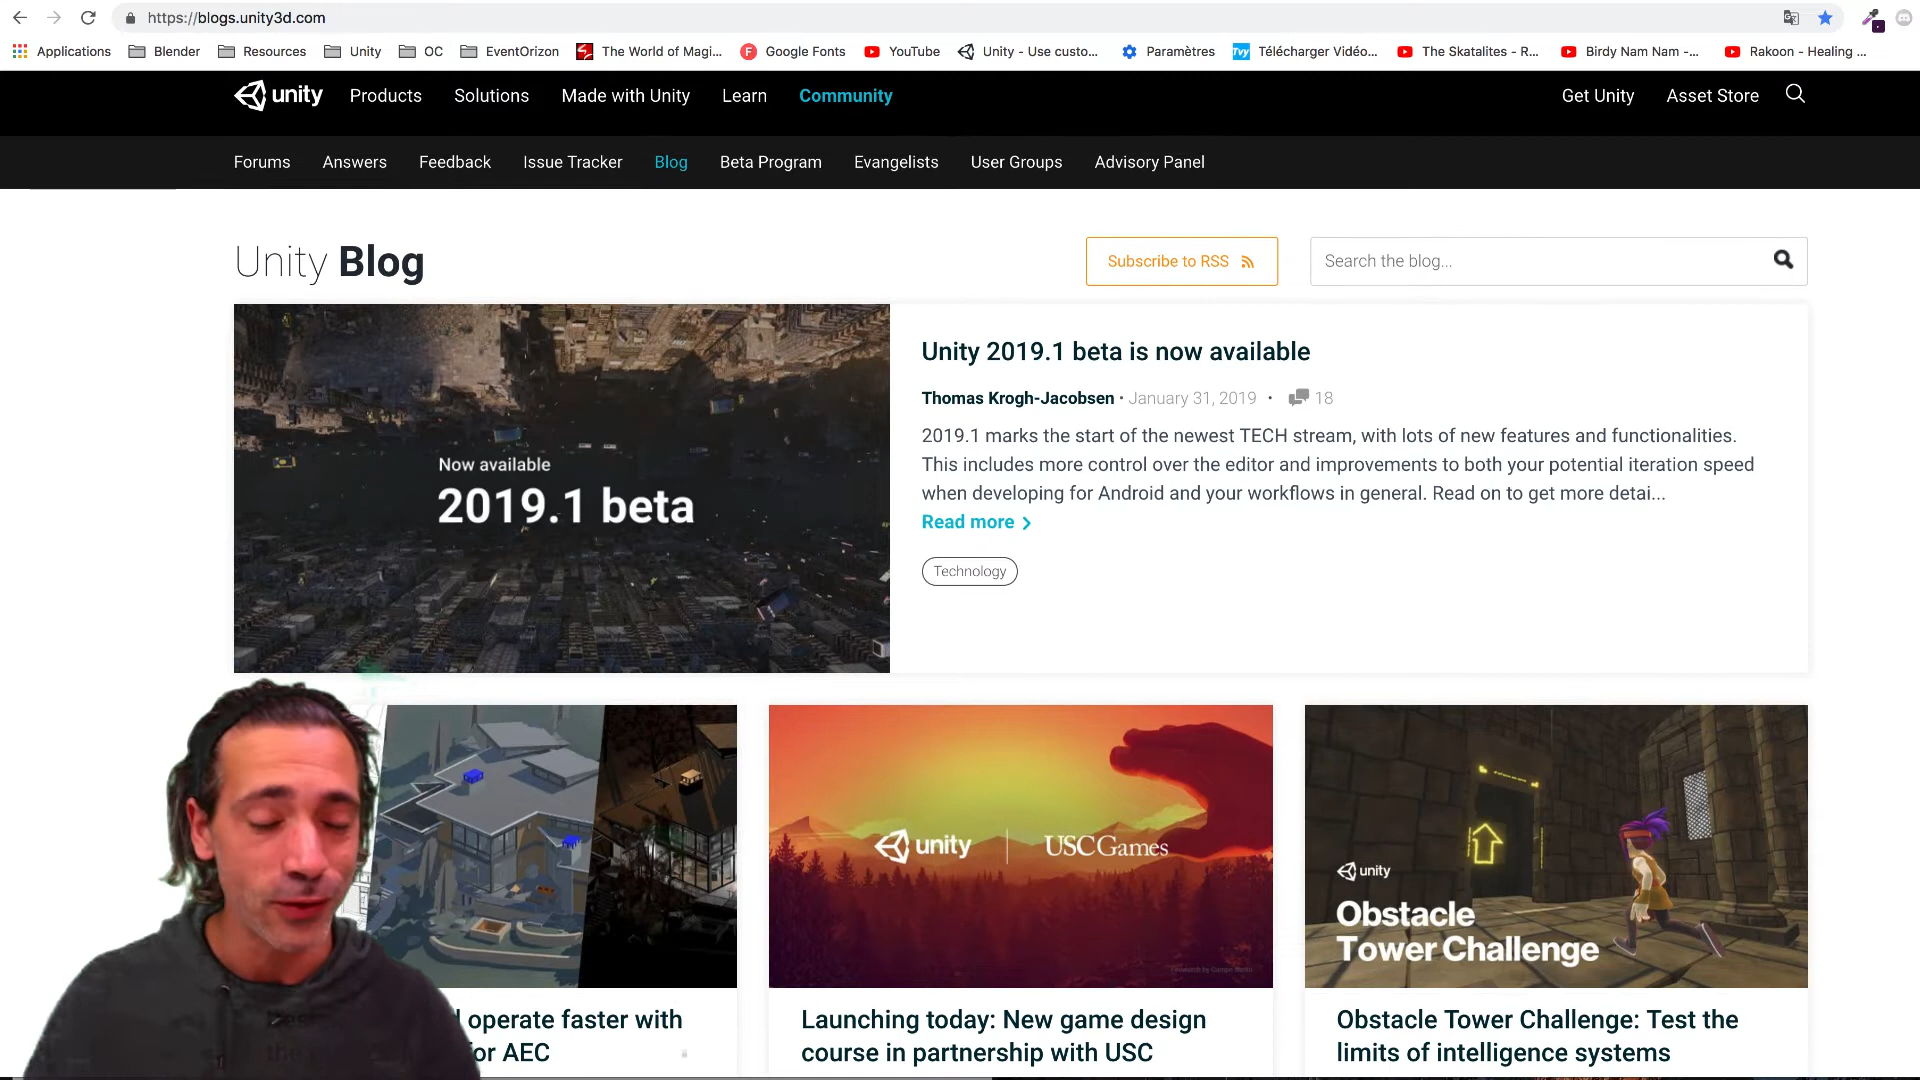 https://blogs.unity3d.com
Applications Blender Resources Unity OC EventOrizon The World of Magi... Google Fonts YouTube Unity - Use custo... Paramètres Télécharger Vidéo... The Skatalites - R... Birdy Nam Nam -... Rakoon - Healing ...
unity Products Solutions Made with Unity Learn Community Get Unity Asset Store
Forums Answers Feedback Issue Tracker Blog Beta Program Evangelists User Groups Advisory Panel
Unity Blog
Subscribe to RSS
Search the blog...
Now available
2019.1 beta
Unity 2019.1 beta is now available
Thomas Krogh-Jacobsen • January 31, 2019 • 18
2019.1 marks the start of the newest TECH stream, with lots of new features and functionalities.
This includes more control over the editor and improvements to both your potential iteration speed
when developing for Android and your workflows in general. Read on to get more detai...
Read more
Technology
unity | USC Games
unity
Obstacle
Tower Challenge
operate faster with
or AEC
Launching today: New game design
course in partnership with USC
Obstacle Tower Challenge: Test the
limits of intelligence systems